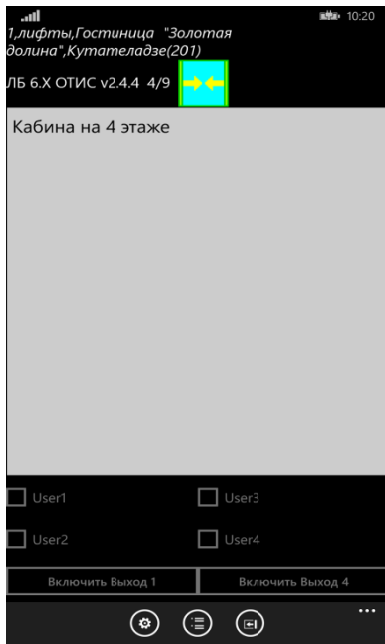 10:20
1,лифты,Гостиница "Золотая
долина",Кутателадзе(201)
ЛБ 6.X ОТИС v2.4.4 4/9
Кабина на 4 этаже
User1
User3
User2
User4
Включить Выход 1
Включить Выход 4